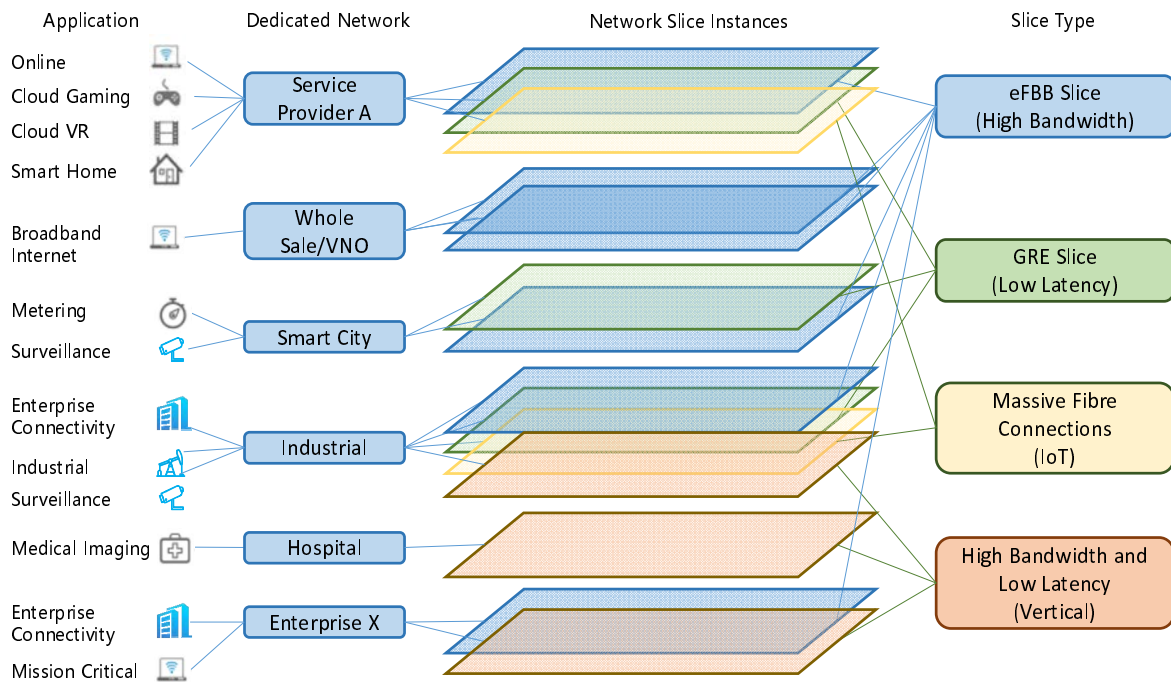 Application
Dedicated Network
Network Slice Instances
Slice Type
Online
Cloud Gaming
Cloud VR
Smart Home
Service
Provider A
eFBB Slice
(High Bandwidth)
Broadband
Internet
Whole
Sale/VNO
GRE Slice
(Low Latency)
Metering
Surveillance
Smart City
Enterprise
Connectivity
Industrial
Surveillance
Industrial
Massive Fibre
Connections
(IoT)
Medical Imaging
Hospital
High Bandwidth and
Low Latency
(Vertical)
Enterprise
Connectivity
Mission Critical
Enterprise X